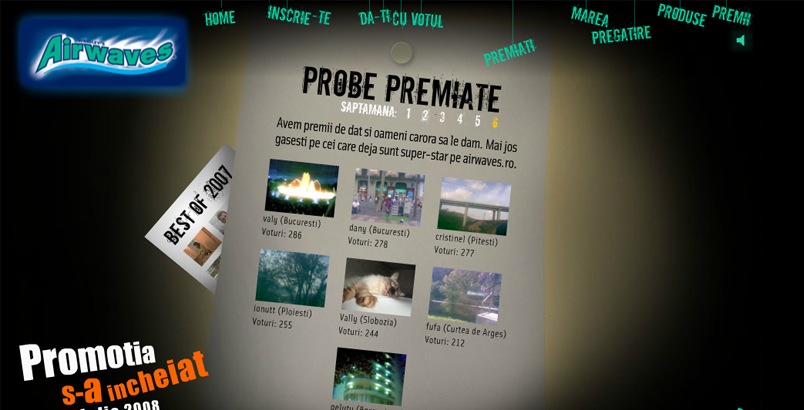 Airwaves
HOME
INSCRIE-TE
DA-TI CU VOTUL
PREMIATI
MAREA
PREGATIRE
PRODUSE
PREMII
PROBE PREMIATE
SAPTAMANA: 1 2 3 4 5 6
Avem premii de dat si oameni carora sa le dam. Mai jos
gasesti pe cei care deja sunt super-star pe airwaves.ro.
BEST OF 2007
valy (Bucuresti)
Voturi: 286
dany (Bucuresti)
Voturi: 278
cristinel (Pitesti)
Voturi: 277
ionutt (Ploiesti)
Voturi: 255
Vally (Slobozia)
Voturi: 244
fufa (Curtea de Arges)
Voturi: 212
Promotia
s-a incheiat
2008